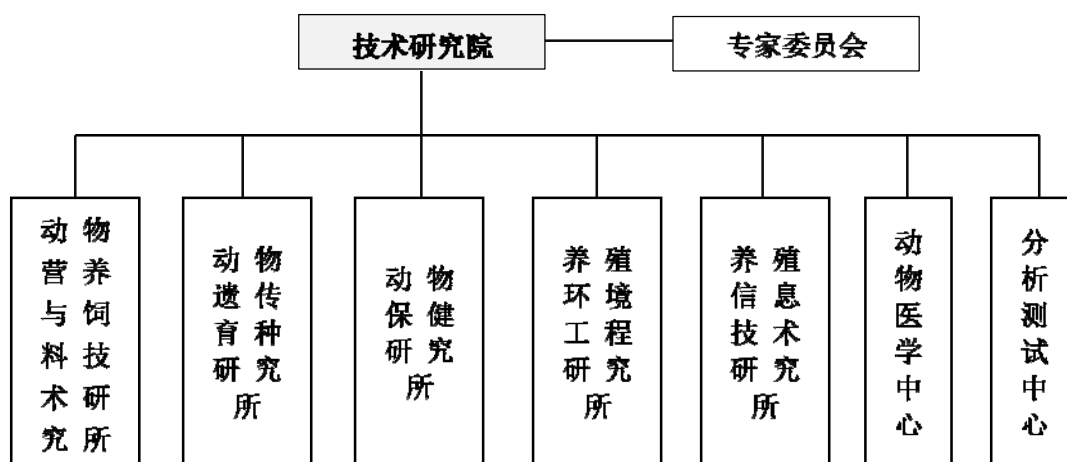 技术研究院
专家委员会
动物
营养
与饲
料技
术研
究所
动物
遗传
育种
研究
所
动物
保健
研究
所
养殖
环境
工程
研究
所
养殖
信息
技术
研究
所
动
物
医
学
中
心
分
析
测
试
中
心